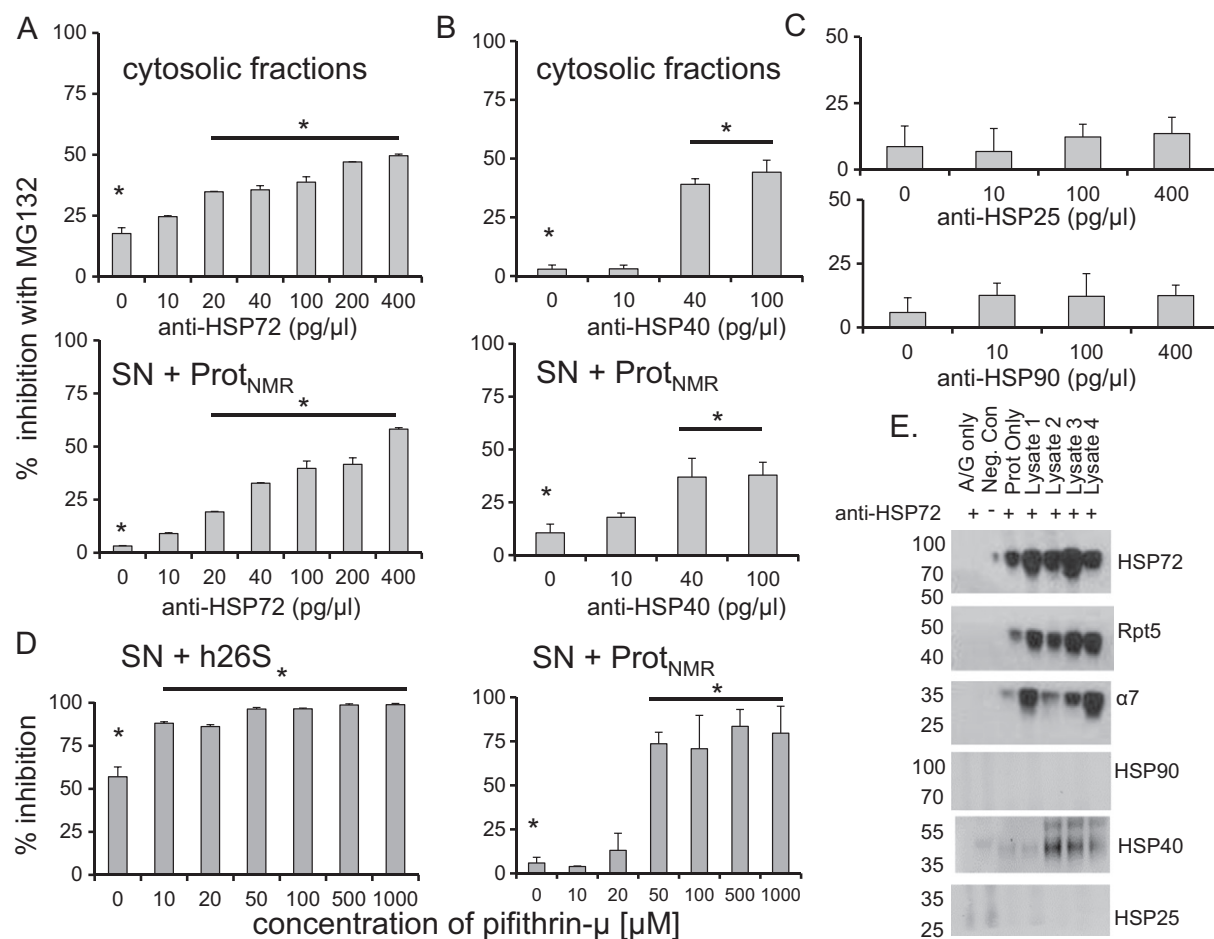 A
100
75
50
25
0
cytosolic fractions
*
*
0 10 20 40 100 200 400
anti-HSP72 (pg/µl)
100
75
50
25
0
SN + ProtNMR
*
*
0 10 20 40 100 200 400
anti-HSP72 (pg/µl)
% inhibition with MG132
B
100
75
50
25
0
cytosolic fractions
*
*
0 10 40 100
anti-HSP40 (pg/µl)
100
75
50
25
0
SN + ProtNMR
*
*
0 10 40 100
anti-HSP40 (pg/µl)
C
50
25
0
0 10 100 400
anti-HSP25 (pg/µl)
50
25
0
0 10 100 400
anti-HSP90 (pg/µl)
D
SN + h26S
*
*
100
75
50
25
0
% inhibition
0 10 20 50 100 500 1000
SN + ProtNMR
*
*
100
75
50
25
0
0 10 20 50 100 500 1000
concentration of pifithrin-µ [µM]
E.
A/G only
Neg. Con
Prot Only
Lysate 1
Lysate 2
Lysate 3
Lysate 4
anti-HSP72 + - + + + + +
100
70
50
HSP72
50
40
Rpt5
35
25
α7
100
70
HSP90
55
35
HSP40
35
25
HSP25